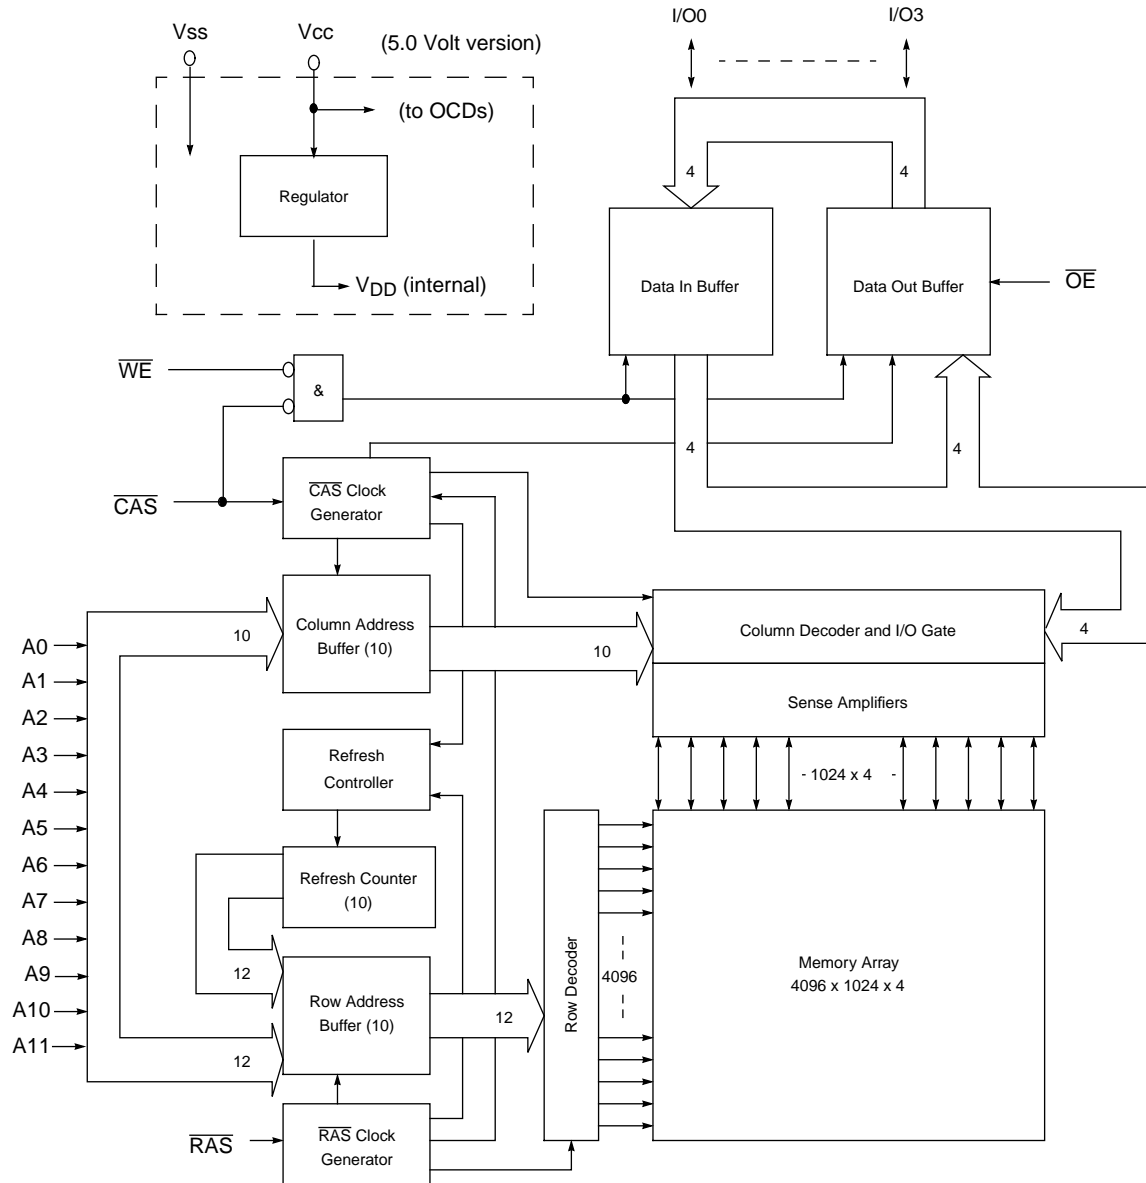 Vss
Vcc
(5.0 Volt version)
I/O0
I/O3
(to OCDs)
Regulator
VDD (internal)
4
4
Data In Buffer
Data Out Buffer
OE
WE
&
4
4
CAS
CAS Clock
Generator
Column Address
Buffer (10)
10
10
Column Decoder and I/O Gate
4
Sense Amplifiers
A0
A1
A2
A3
A4
A5
A6
A7
A8
A9
A10
A11
Refresh
Controller
- 1024 x 4 -
Refresh Counter
(10)
12
Row Address
Buffer (10)
12
12
Row Decoder
4096
Memory Array
4096 x 1024 x 4
RAS
RAS Clock
Generator